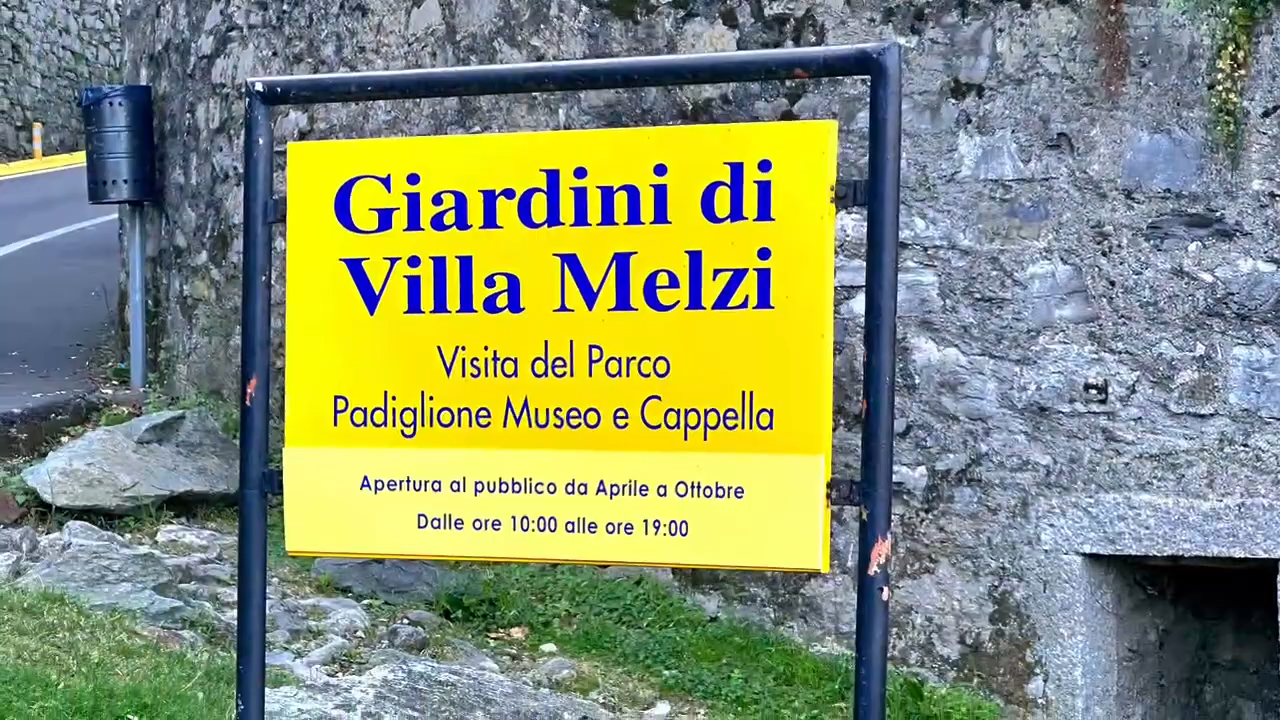 Giardini di
Villa Melzi
Visita del Parco
Padiglione Museo e Cappella
Apertura al pubblico da Aprile a Ottobre
Dalle ore 10:00 alle ore 19:00